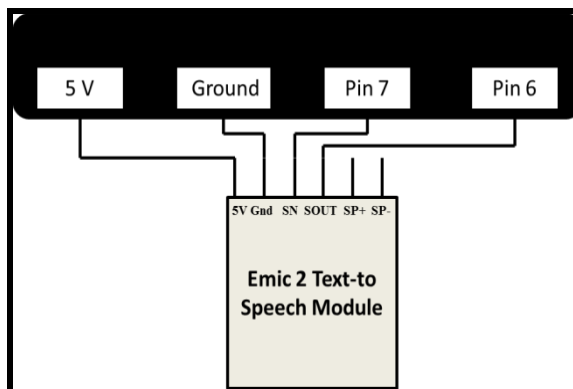 5 V Ground Pin 7 Pin 6
5V Gnd SN SOUT SP+ SP-
Emic 2 Text-to
Speech Module